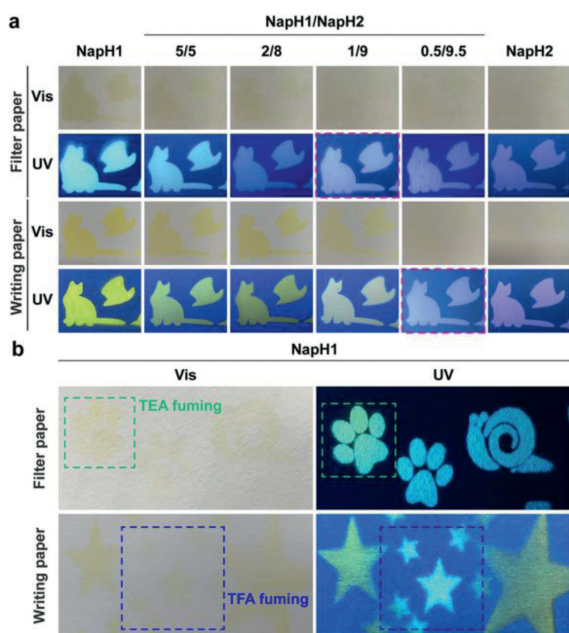 a
NapH1/NapH2
NapH1 5/5 2/8 1/9 0.5/9.5 NapH2
Filter paper
Vis
UV
Writing paper
Vis
UV
b
NapH1
Vis UV
Filter paper
TEA fuming
Writing paper
TFA fuming